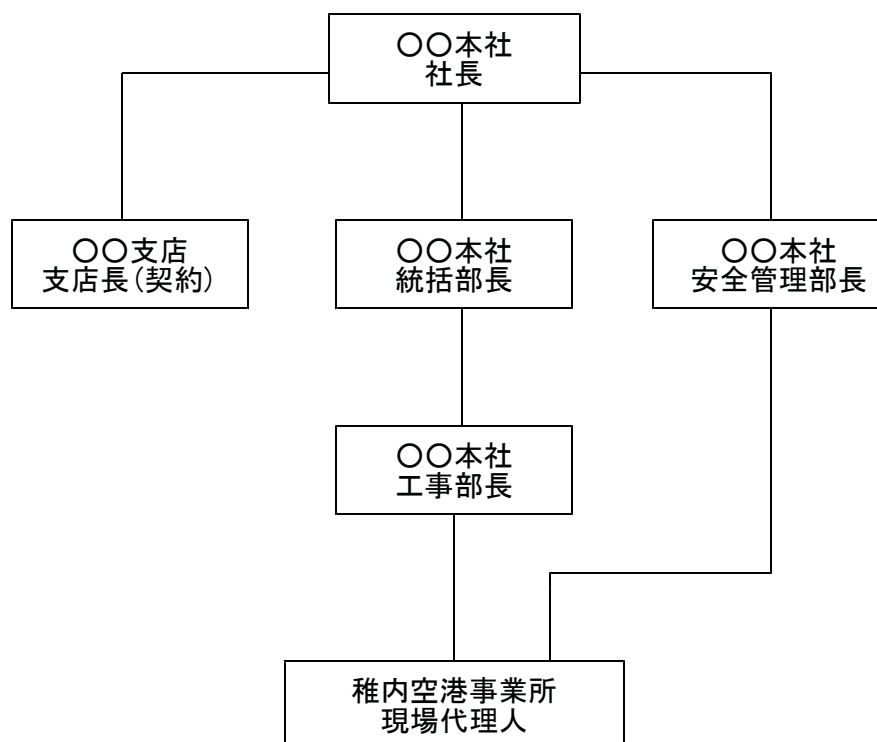 〇〇本社
社長
〇〇支店
支店長(契約)
〇〇本社
統括部長
〇〇本社
安全管理部長
〇〇本社
工事部長
稚内空港事業所
現場代理人